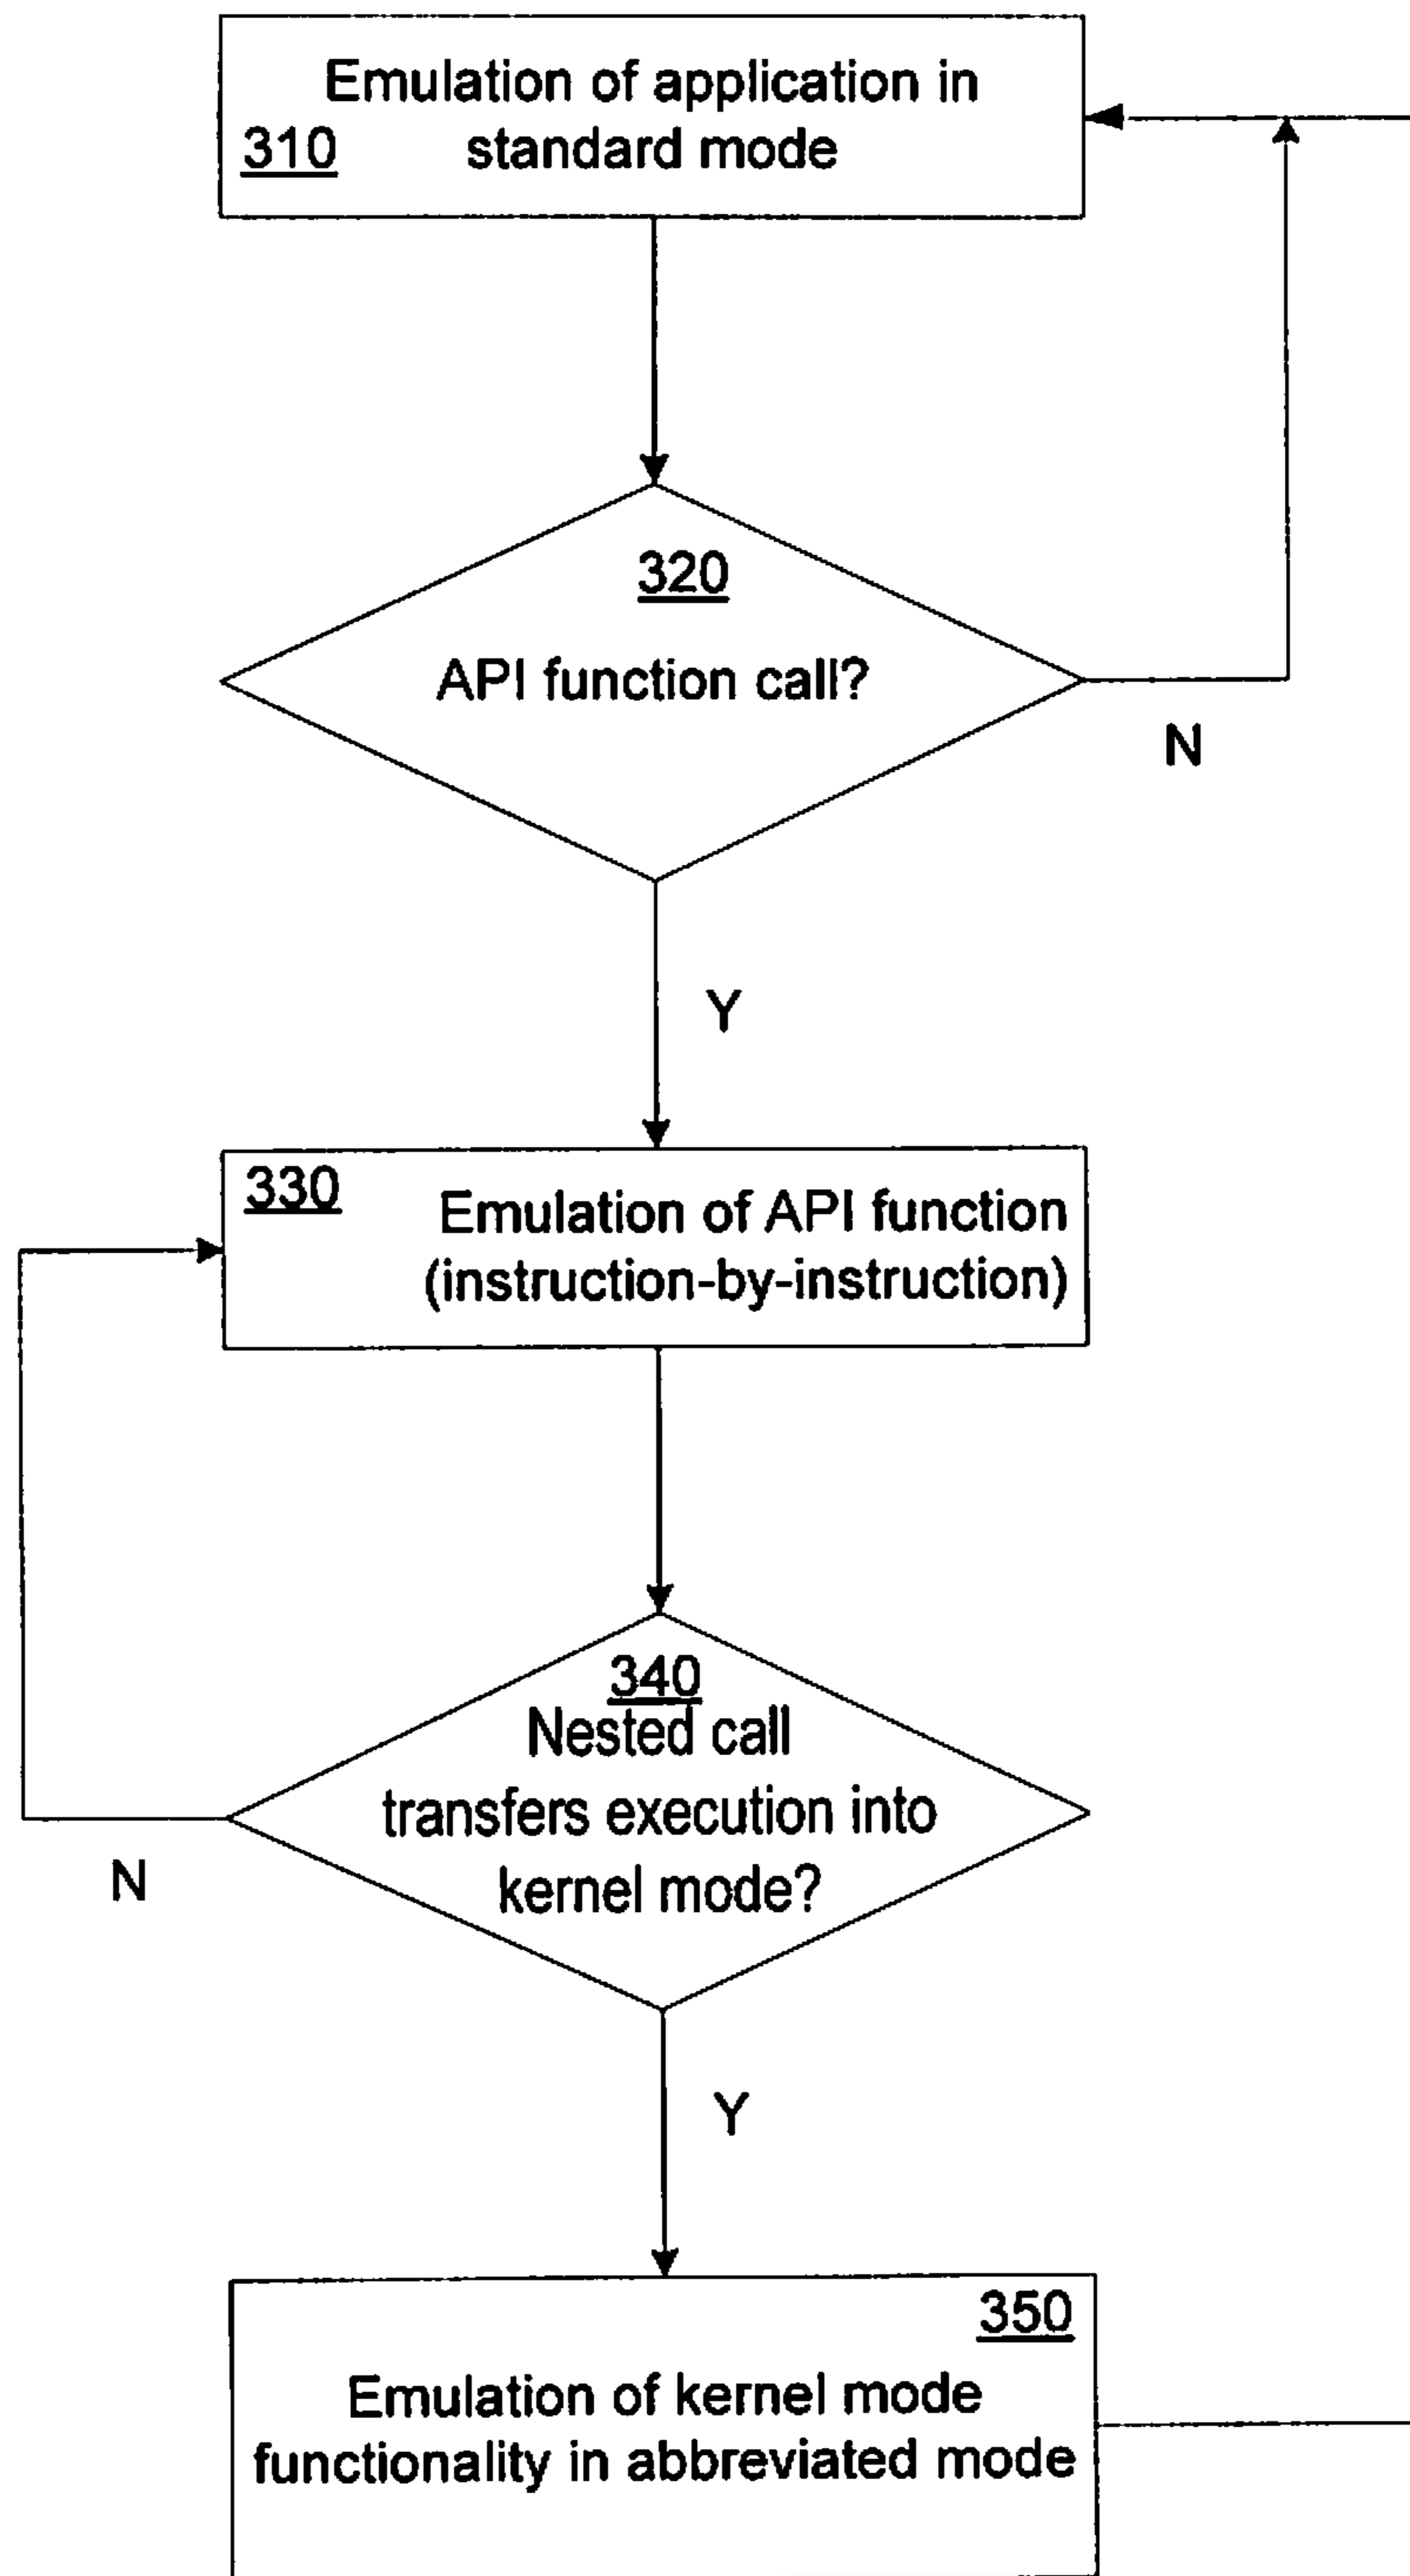 Emulation of application in
310 standard mode
320
API function call?
N
Y
330
Emulation of API function
(instruction-by-instruction)
340
Nested call
transfers execution into
kernel mode?
N
Y
350
Emulation of kernel mode
functionality in abbreviated mode